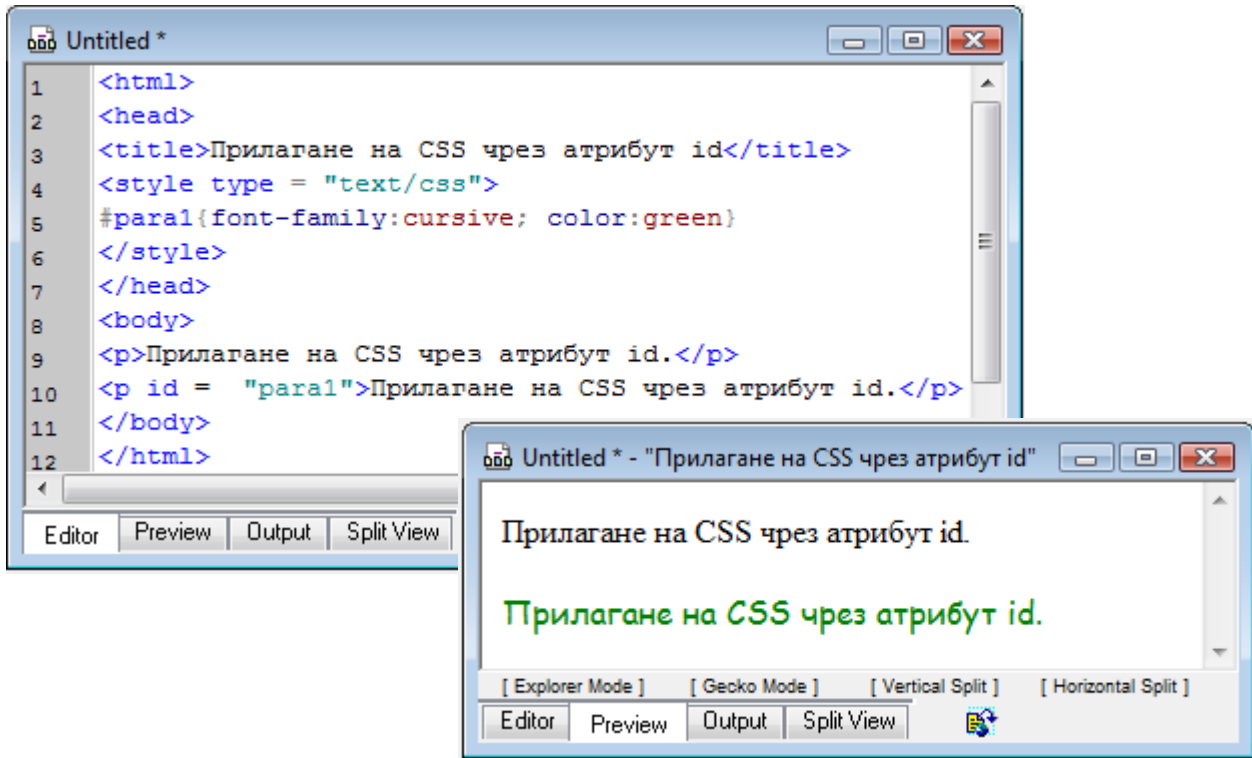 Untitled *
1 <html>
2 <head>
3 <title>Прилагане на CSS чрез атрибут id</title>
4 <style type = "text/css">
5 #para1{font-family:cursive; color:green}
6 </style>
7 </head>
8 <body>
9 <p>Прилагане на CSS чрез атрибут id.</p>
10 <p id =  "para1">Прилагане на CSS чрез атрибут id.</p>
11 </body>
12 </html>
Editor Preview Output Split View
Untitled * - "Прилагане на CSS чрез атрибут id"
Прилагане на CSS чрез атрибут id.
Прилагане на CSS чрез атрибут id.
[ Explorer Mode ] [ Gecko Mode ] [ Vertical Split ] [ Horizontal Split ]
Editor Preview Output Split View